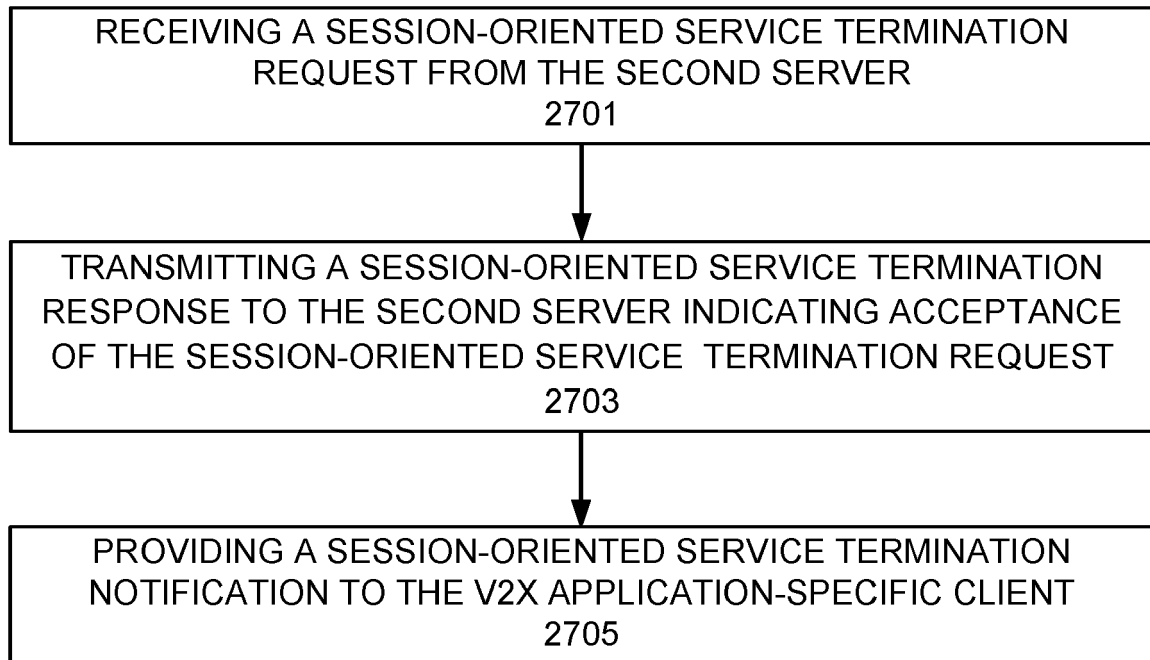 RECEIVING A SESSION-ORIENTED SERVICE TERMINATION
REQUEST FROM THE SECOND SERVER
2701
TRANSMITTING A SESSION-ORIENTED SERVICE TERMINATION
RESPONSE TO THE SECOND SERVER INDICATING ACCEPTANCE
OF THE SESSION-ORIENTED SERVICE TERMINATION REQUEST
2703
PROVIDING A SESSION-ORIENTED SERVICE TERMINATION
NOTIFICATION TO THE V2X APPLICATION-SPECIFIC CLIENT
2705